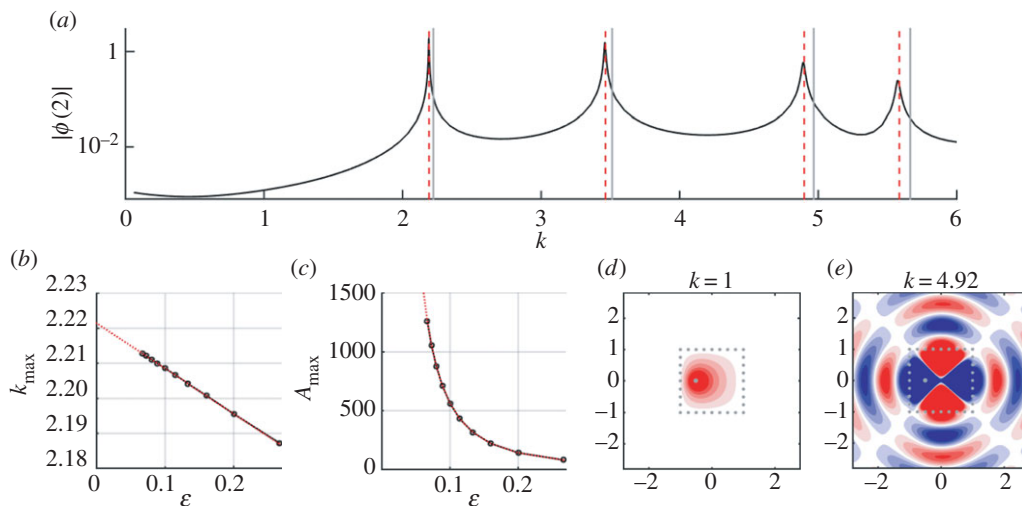 (a)
1
10⁻²
|ϕ(2)|
0 1 2 3 4 5 6
k
(b)
2.23
2.22
2.21
2.20
2.19
2.18
k_max
0 0.1 0.2
ε
(c)
1500
1000
500
0
A_max
0.1 0.2
ε
(d)
k = 1
2
1
0
−1
−2
−2 0 2
(e)
k = 4.92
2
1
0
−1
−2
−2 0 2